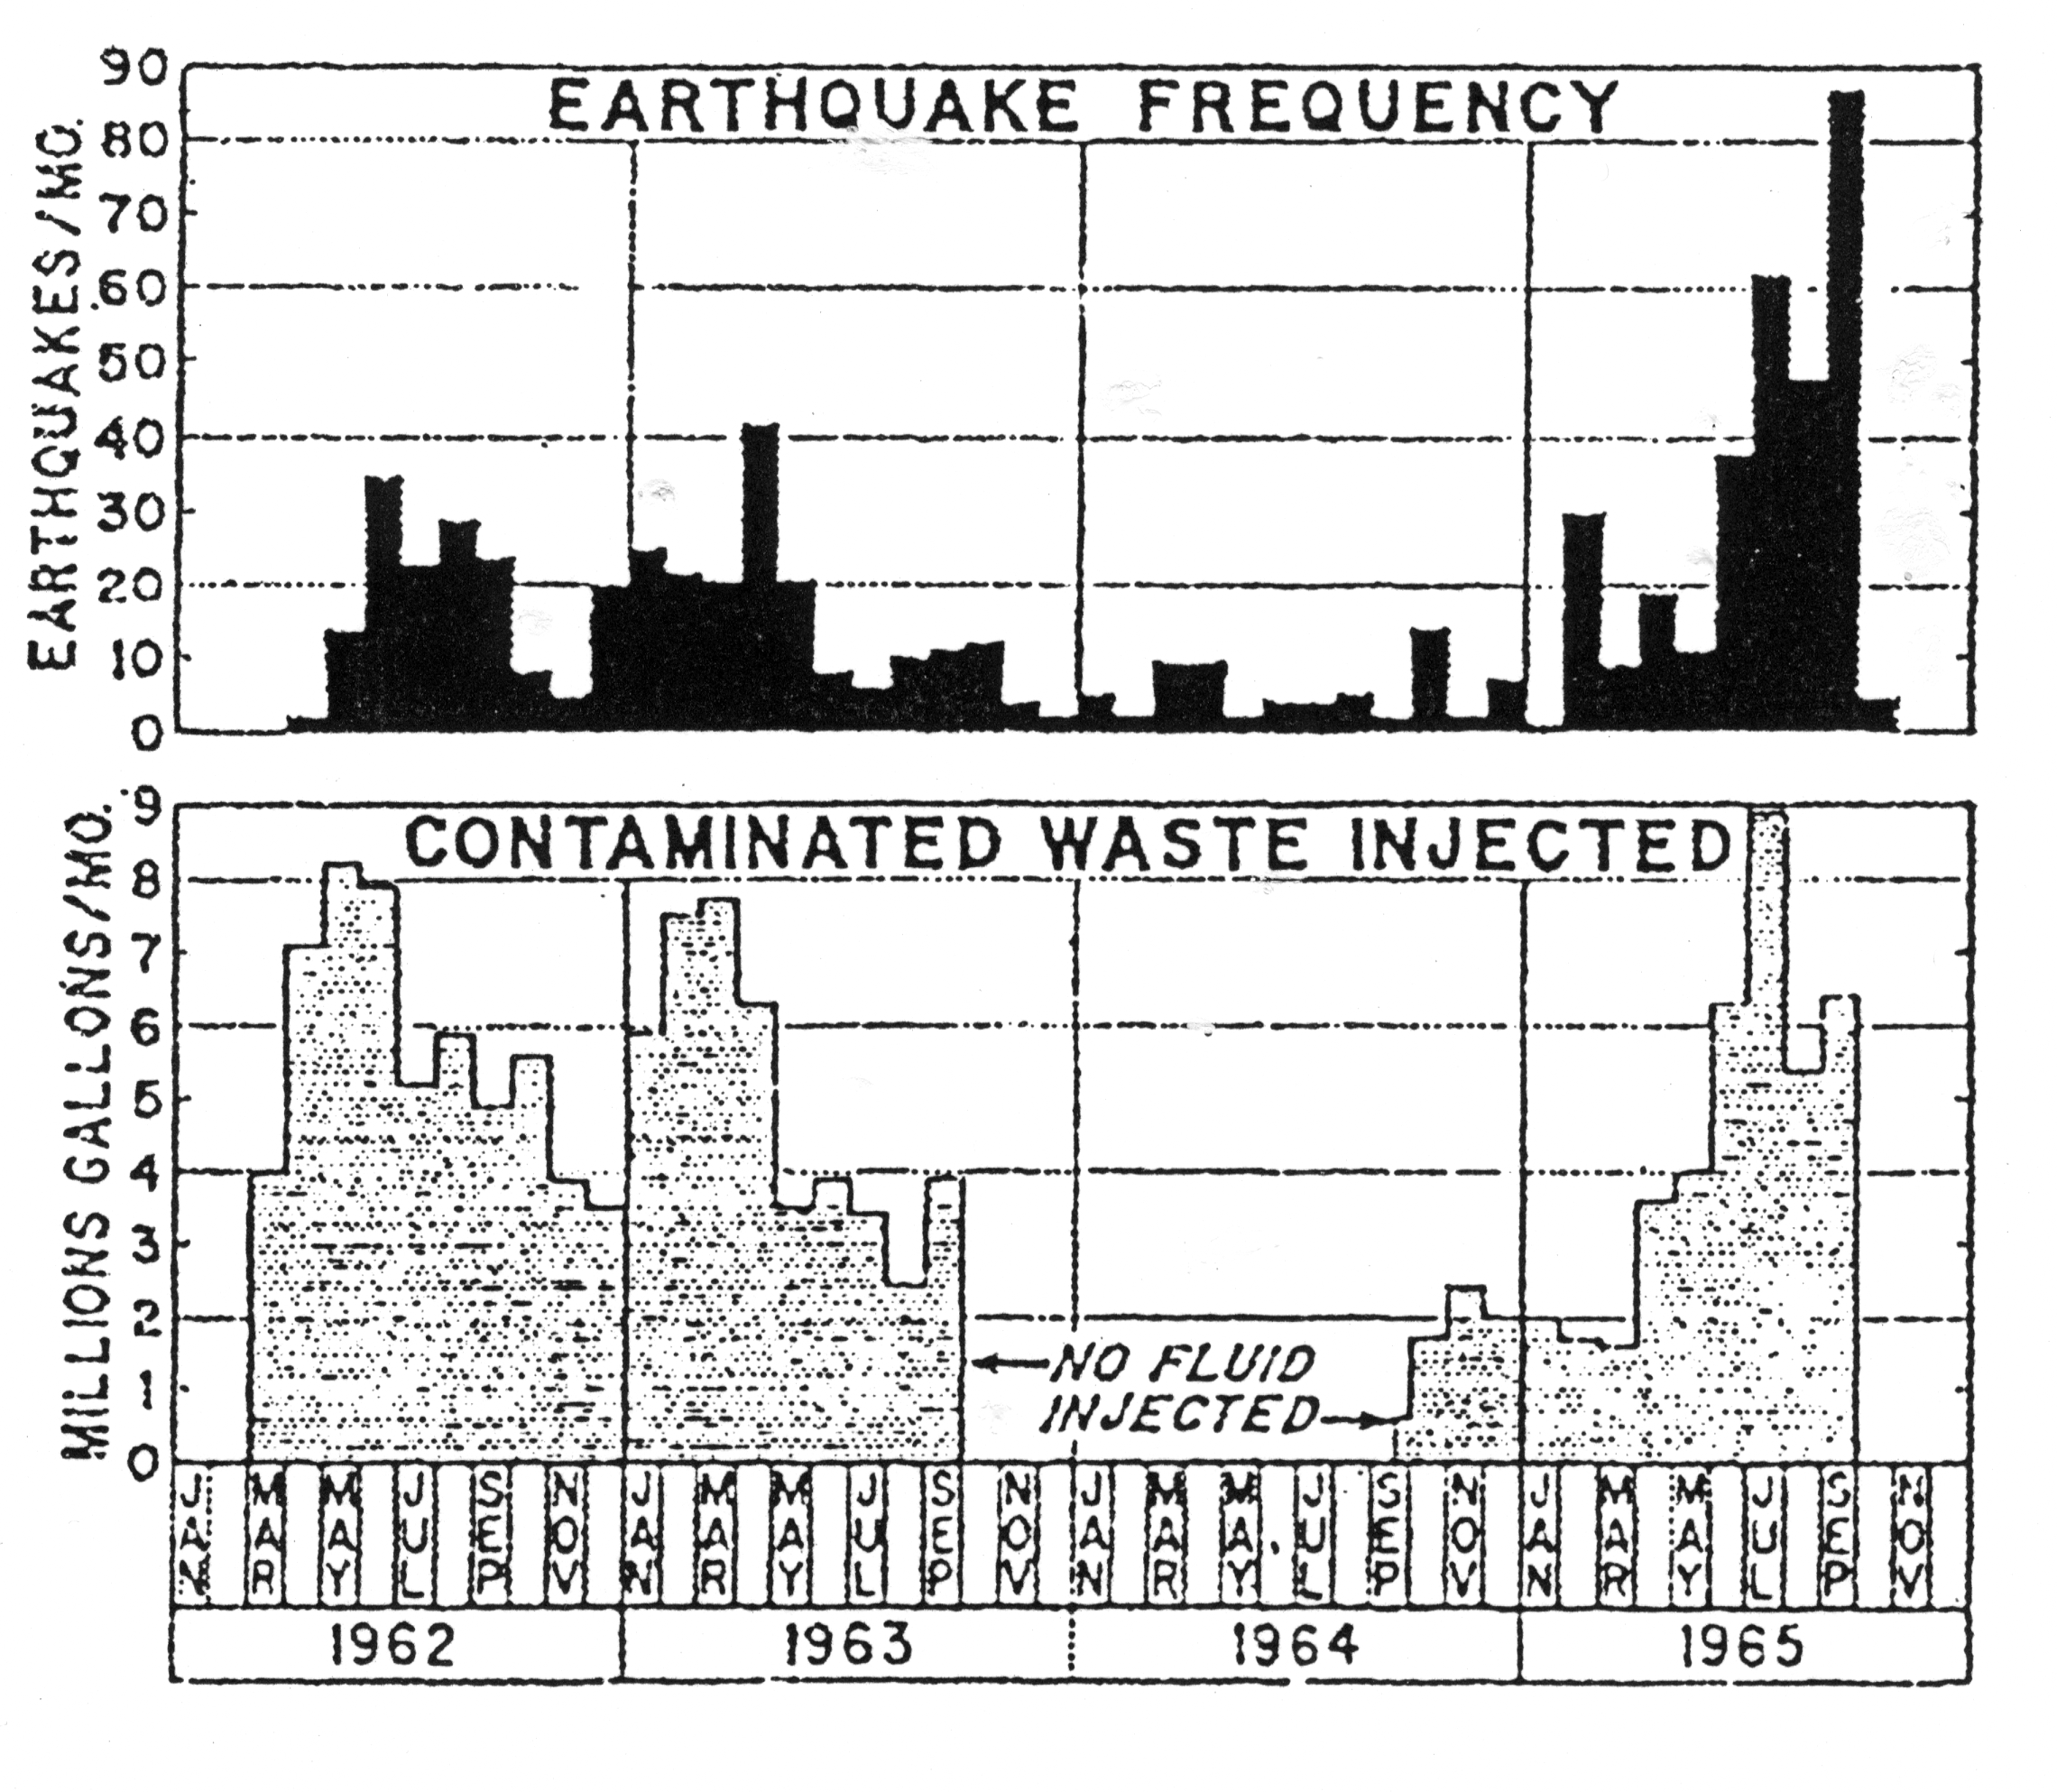 EARTHQUAKE FREQUENCY
EARTHQUAKES/MO.
90
80
70
60
50
40
30
20
10
0
CONTAMINATED WASTE INJECTED
MILLIONS GALLONS/MO.
9
8
7
6
5
4
3
2
1
0
NO FLUID
INJECTED
JAN MAR MAY JUL SEP NOV JAN MAR MAY JUL SEP NOV JAN MAR MAY JUL SEP NOV JAN MAR MAY JUL SEP NOV
1962 1963 1964 1965